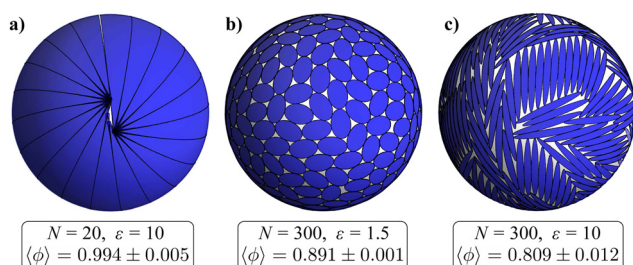 a)
b)
c)
N = 20, ε = 10
⟨ϕ⟩ = 0.994 ± 0.005
N = 300, ε = 1.5
⟨ϕ⟩ = 0.891 ± 0.001
N = 300, ε = 10
⟨ϕ⟩ = 0.809 ± 0.012